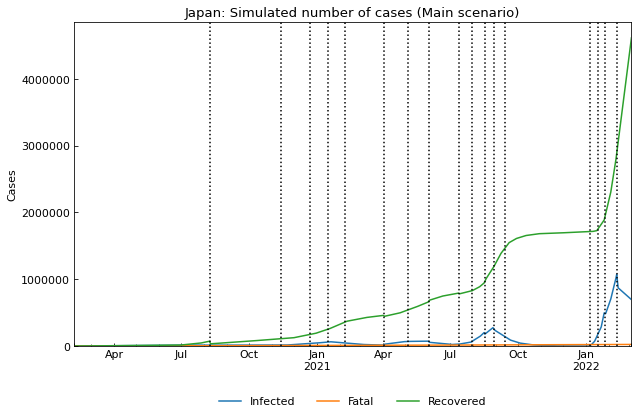 Japan: Simulated number of cases (Main scenario)
4000000
3000000
2000000
1000000
0
Cases
Apr Jul Oct Jan Apr Jul Oct Jan
2021 2022
Infected Fatal Recovered